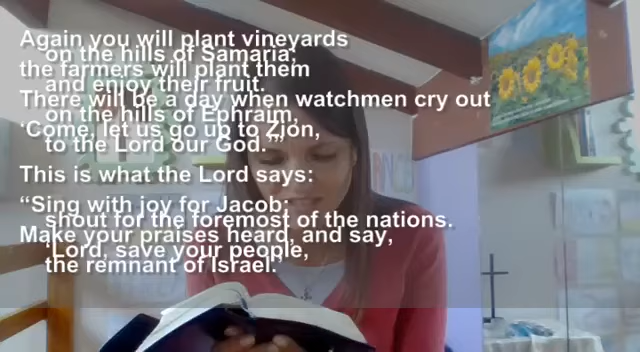 Again you will plant vineyards
on the hills of Samaria;
the farmers will plant them
and enjoy their fruit.
There will be a day when watchmen cry out
on the hills of Ephraim,
‘Come, let us go up to Zion,
to the Lord our God.’”
This is what the Lord says:
“Sing with joy for Jacob;
shout for the foremost of the nations.
Make your praises heard, and say,
‘Lord, save your people,
the remnant of Israel.’